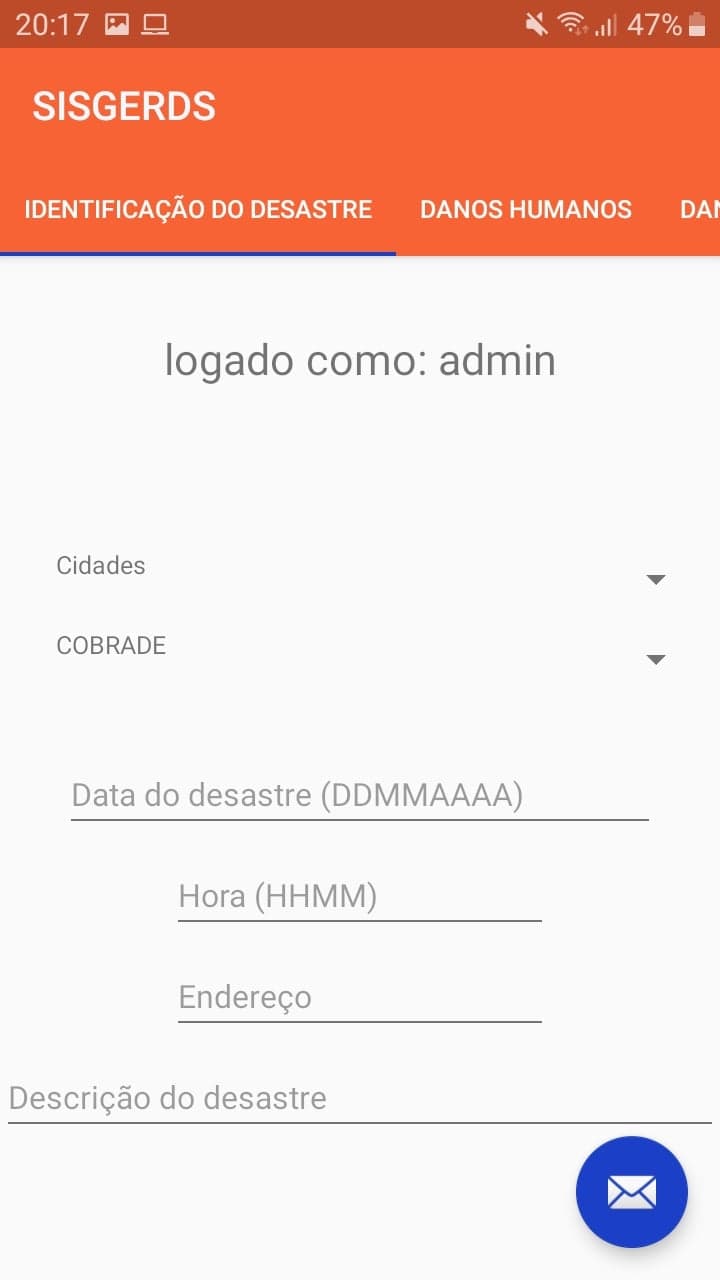 20:17 47%
SISGERDS
IDENTIFICAÇÃO DO DESASTRE DANOS HUMANOS DAN
logado como: admin
Cidades
COBRADE
Data do desastre (DDMMAAAA)
Hora (HHMM)
Endereço
Descrição do desastre